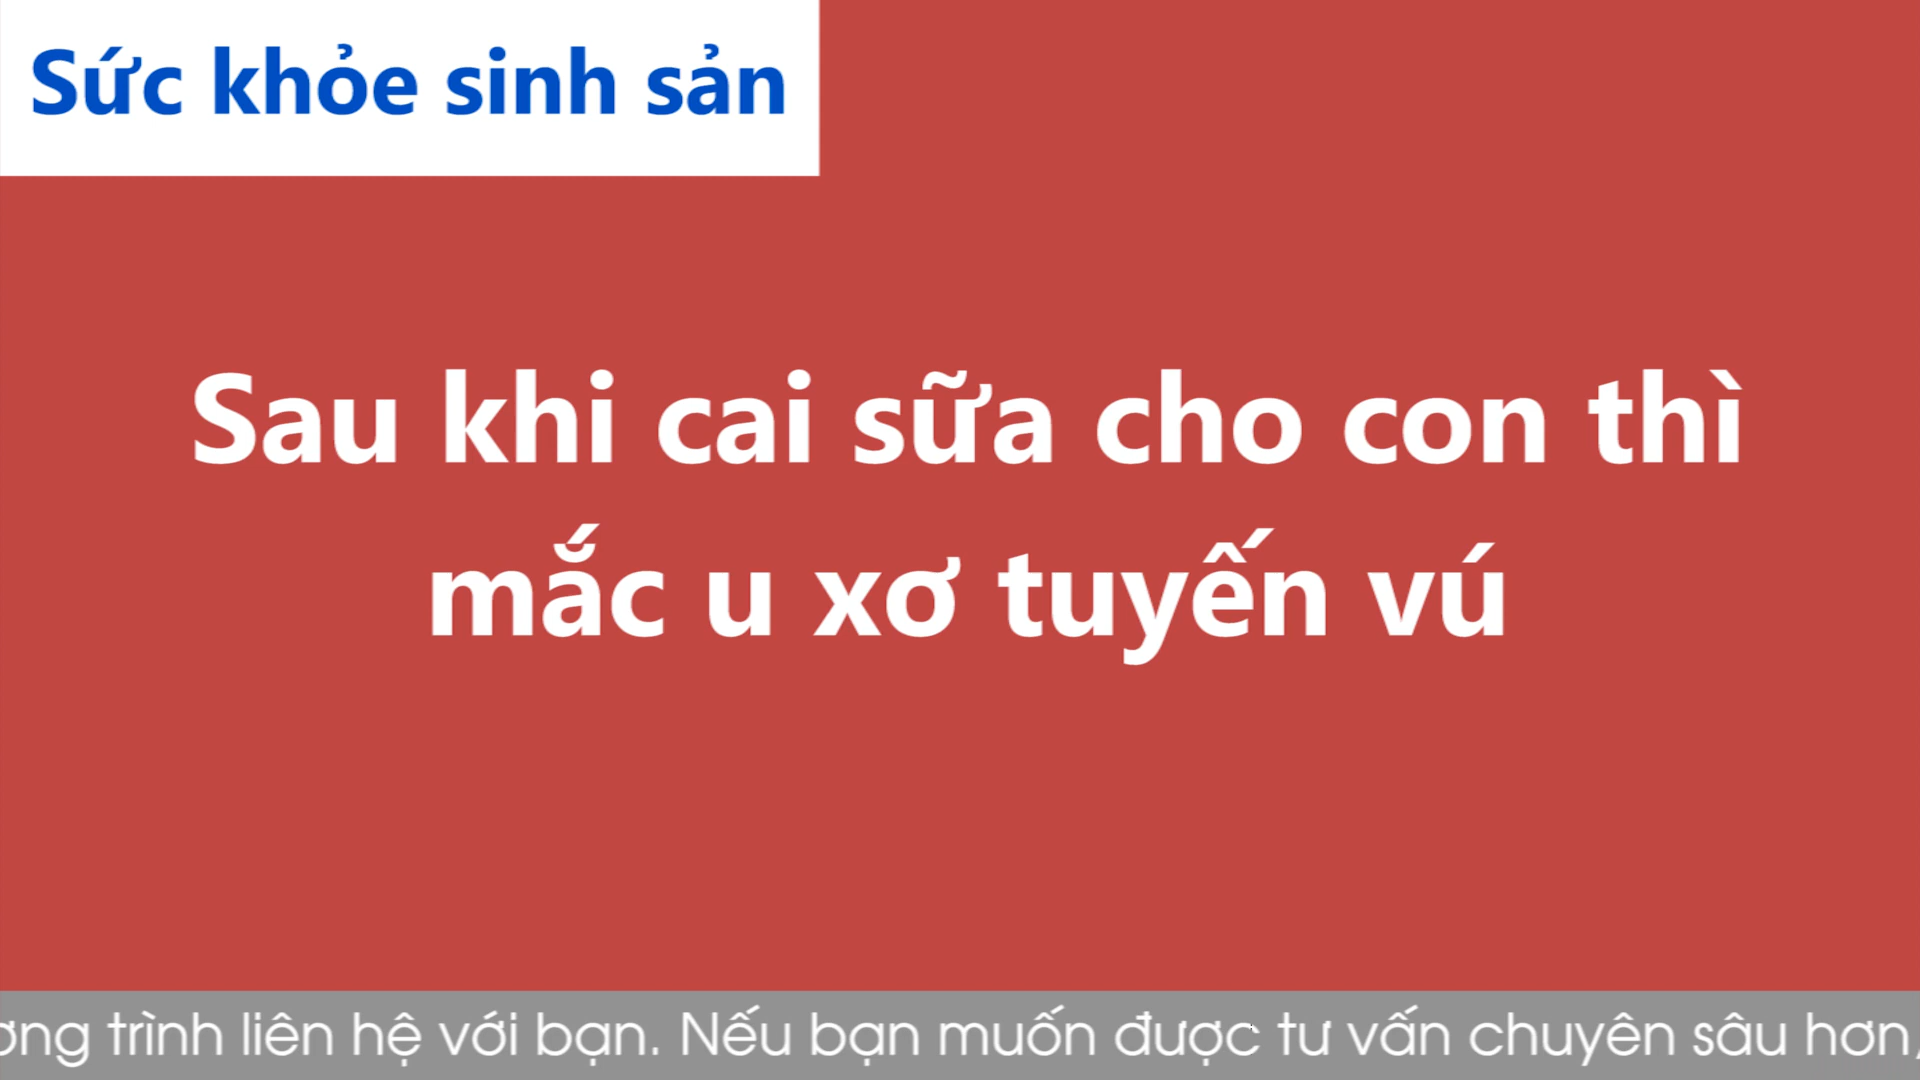 Sức khỏe sinh sản
Sau khi cai sữa cho con thì
mắc u xơ tuyến vú
trình liên hệ với bạn. Nếu bạn muốn được tư vấn chuyên sâu hơn,